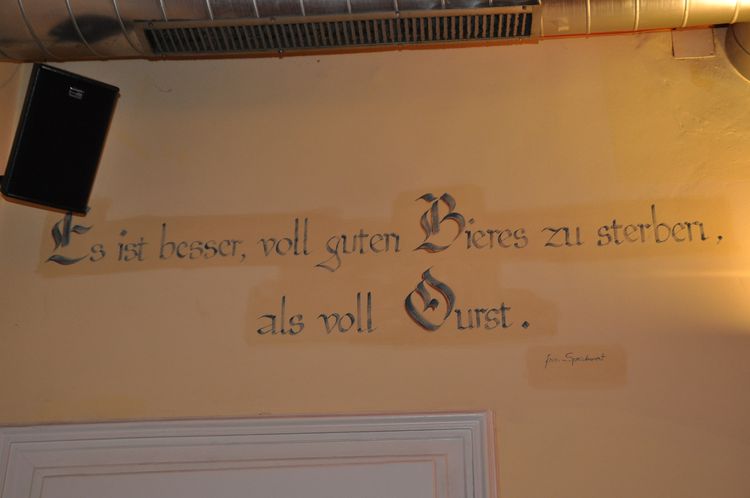 Es ist besser, voll guten Bieres zu sterben,
als voll Durst.